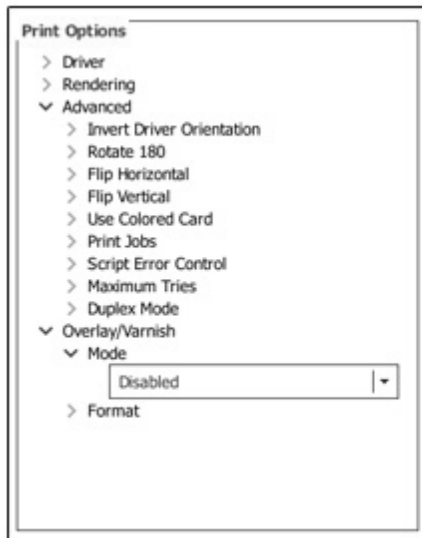 Print Options
Driver
Rendering
Advanced
Invert Driver Orientation
Rotate 180
Flip Horizontal
Flip Vertical
Use Colored Card
Print Jobs
Script Error Control
Maximum Tries
Duplex Mode
Overlay/Varnish
Mode
Disabled
Format